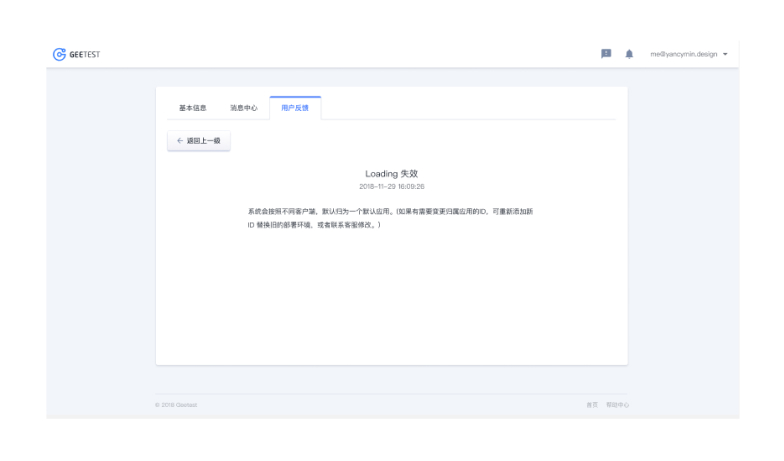 GEETEST
me@yancymin.design
基本信息 消息中心 用户反馈
← 返回上一级
Loading 失效
2018-11-29 16:09:26
系统会按照不同客户端，默认归为一个默认应用。(如果有需要变更归属应用的ID，可重新添加新
ID 替换旧的部署环境，或者联系客服修改。)
© 2018 Geetest
首页 帮助中心